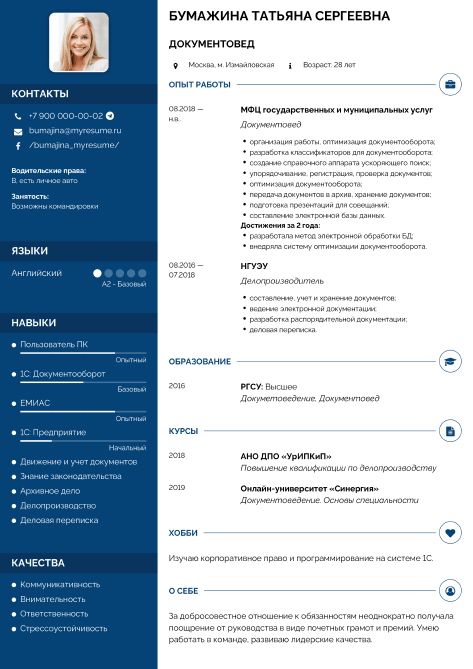 БУМАЖИНА ТАТЬЯНА СЕРГЕЕВНА
ДОКУМЕНТОВЕД
Москва, м. Измайловская
Возраст: 28 лет
КОНТАКТЫ
+7 900 000-00-02
bumajina@myresume.ru
/bumajina_myresume/
Водительские права:
B, есть личное авто
Занятость:
Возможны командировки
ЯЗЫКИ
Английский
A2 - Базовый
НАВЫКИ
Пользователь ПК
Опытный
1С: Документооборот
Базовый
ЕМИАС
Опытный
1С: Предприятие
Начальный
Движение и учет документов
Знание законодательства
Архивное дело
Делопроизводство
Деловая переписка
КАЧЕСТВА
Коммуникативность
Внимательность
Ответственность
Стрессоустойчивость
ОПЫТ РАБОТЫ
08.2018 —
н.в.
МФЦ государственных и муниципальных услуг
Документовед
организация работы, оптимизация документооборота;
разработка классификаторов для документооборота;
создание справочного аппарата ускоряющего поиск;
упорядочивание, регистрация, проверка документов;
оптимизация документооборота;
передача документов в архив, хранение документов;
подготовка презентаций для совещаний;
составление электронной базы данных.
Достижения за 2 года:
разработала метод электронной обработки БД;
внедряла систему оптимизации документооборота.
08.2016 —
07.2018
НГУЭУ
Делопроизводитель
составление, учет и хранение документов;
ведение электронной документации;
разработка распорядительной документации;
деловая переписка.
ОБРАЗОВАНИЕ
2016
РГСУ: Высшее
Документоведение, Документовед
КУРСЫ
2018
АНО ДПО «УрИПКиП»
Повышение квалификации по делопроизводству
2019
Онлайн-университет «Синергия»
Документоведение. Основы специальности
ХОББИ
Изучаю корпоративное право и программирование на системе 1С.
О СЕБЕ
За добросовестное отношение к обязанностям неоднократно получала
поощрение от руководства в виде почетных грамот и премий. Умею
работать в команде, развиваю лидерские качества.